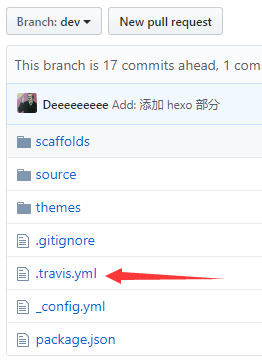 Branch: dev
New pull request
This branch is 17 commits ahead, 1 com
Deeeeeeeee Add: 添加 hexo 部分
scaffolds
source
themes
.gitignore
.travis.yml
_config.yml
package.json